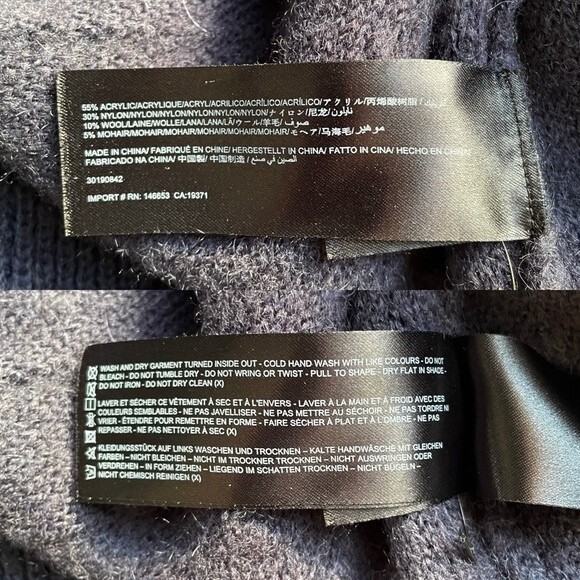 55% ACRYLIC/ACRYLIQUE/ACRYL/ACRILICO/ACRÍLICO/ACRÍLICO/アクリル/丙烯酸树脂/
30% NYLON/NYLON/NYLON/NYLON/NYLON/NYLON/ナイロン/尼龙/نايلون
10% WOOL/LAINE/WOLLE/LANA/LANA/LÃ/ウール/羊毛/صوف
5% MOHAIR/MOHAIR/MOHAIR/MOHAIR/MOHAIR/MOHAIR/モヘア/马海毛/موهير
MADE IN CHINA/ FABRIQUÉ EN CHINE/ HERGESTELLT IN CHINA/ FATTO IN CINA/ HECHO EN CHINA/
FABRICADO NA CHINA/ 中国製/ 中国制造/ الصين في صنع
30190842
IMPORT # RN: 146653 CA:19371
WASH AND DRY GARMENT TURNED INSIDE OUT - COLD HAND WASH WITH LIKE COLOURS - DO NOT
BLEACH - DO NOT TUMBLE DRY - DO NOT WRING OR TWIST - PULL TO SHAPE - DRY FLAT IN SHADE -
DO NOT IRON - DO NOT DRY CLEAN (X)
LAVER ET SÉCHER CE VÊTEMENT À SEC ET À L'ENVERS - LAVER À LA MAIN ET À FROID AVEC DES
COULEURS SEMBLABLES - NE PAS JAVELLISER - NE PAS METTRE AU SÉCHOIR - NE PAS TORDRE NI
VRIER - ÉTENDRE POUR REMETTRE EN FORME - FAIRE SÉCHER À PLAT ET À L'OMBRE - NE PAS
REPASSER - NE PAS NETTOYER À SEC (X)
KLEIDUNGSSTÜCK AUF LINKS WASCHEN UND TROCKNEN - KALTE HANDWÄSCHE MIT GLEICHEN
FARBEN - NICHT BLEICHEN - NICHT IM TROCKNER TROCKNEN - NICHT AUSWRINGEN ODER
VERDREHEN - IN FORM ZIEHEN - LIEGEND IM SCHATTEN TROCKNEN - NICHT BÜGELN -
NICHT CHEMISCH REINIGEN (X)